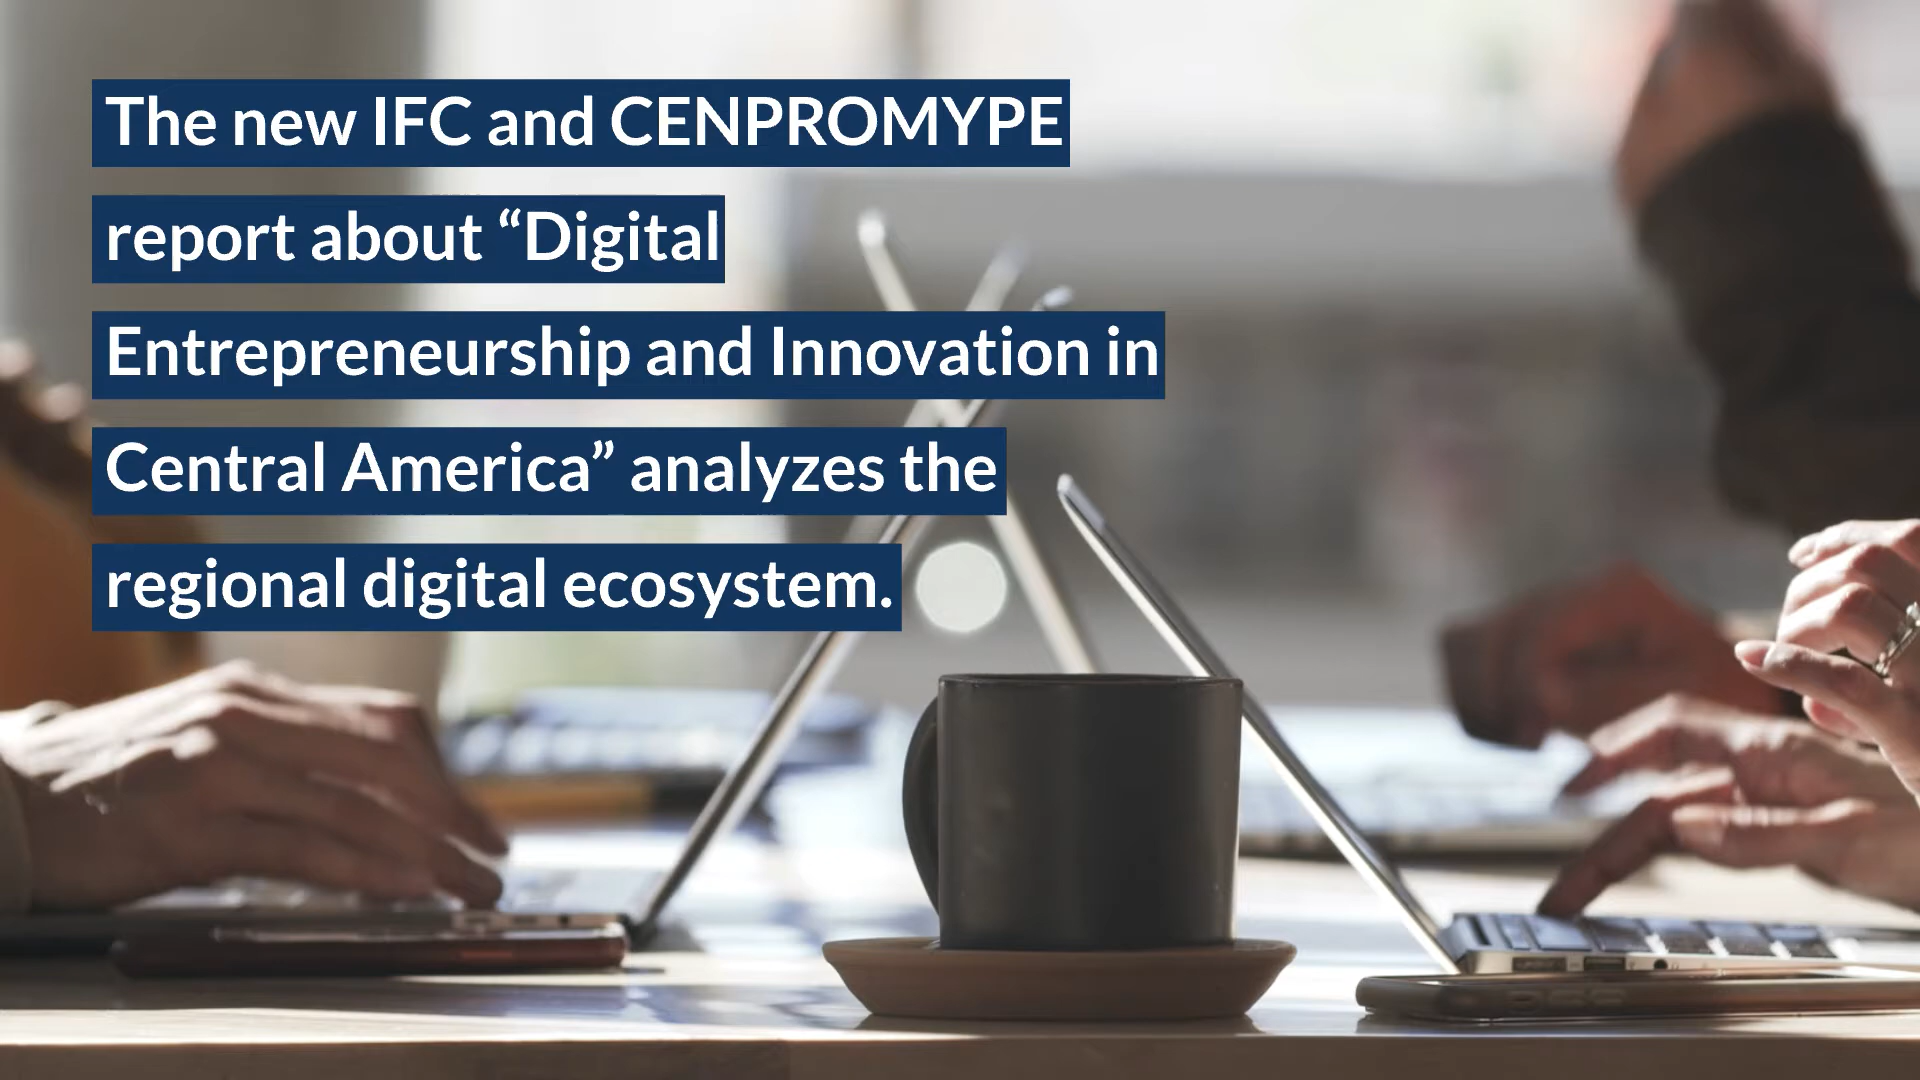 The new IFC and CENPROMYPE
report about “Digital
Entrepreneurship and Innovation in
Central America” analyzes the
regional digital ecosystem.